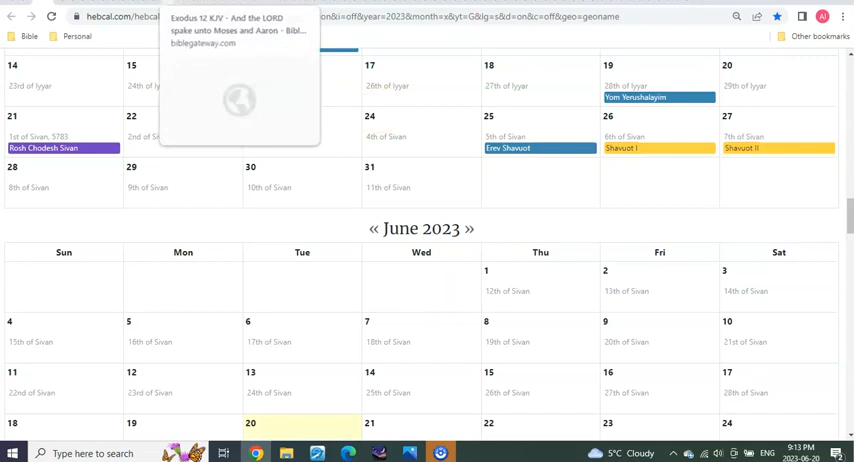 hebcal.com/hebcal
on&i=off&year=2023&month=x&yt=G&lg=s&d=on&c=off&geo=geoname
Exodus 12 KJV - And the LORD
spake unto Moses and Aaron - Bibl...
biblegateway.com
Bible
Personal
Other bookmarks
14
15
17
18
19
20
23rd of Iyyar
24th of Iyy
26th of Iyyar
27th of Iyyar
28th of Iyyar
29th of Iyyar
Yom Yerushalayim
21
22
24
25
26
27
1st of Sivan, 5783
2nd of Si
4th of Sivan
5th of Sivan
6th of Sivan
7th of Sivan
Rosh Chodesh Sivan
Erev Shavuot
Shavuot I
Shavuot II
28
29
30
31
8th of Sivan
9th of Sivan
10th of Sivan
11th of Sivan
« June 2023 »
Sun
Mon
Tue
Wed
Thu
Fri
Sat
1
2
3
12th of Sivan
13th of Sivan
14th of Sivan
4
5
6
7
8
9
10
15th of Sivan
16th of Sivan
17th of Sivan
18th of Sivan
19th of Sivan
20th of Sivan
21st of Sivan
11
12
13
14
15
16
17
22nd of Sivan
23rd of Sivan
24th of Sivan
25th of Sivan
26th of Sivan
27th of Sivan
28th of Sivan
18
19
20
21
22
23
24
Type here to search
5°C Cloudy
ENG
9:13 PM
2023-06-20
2